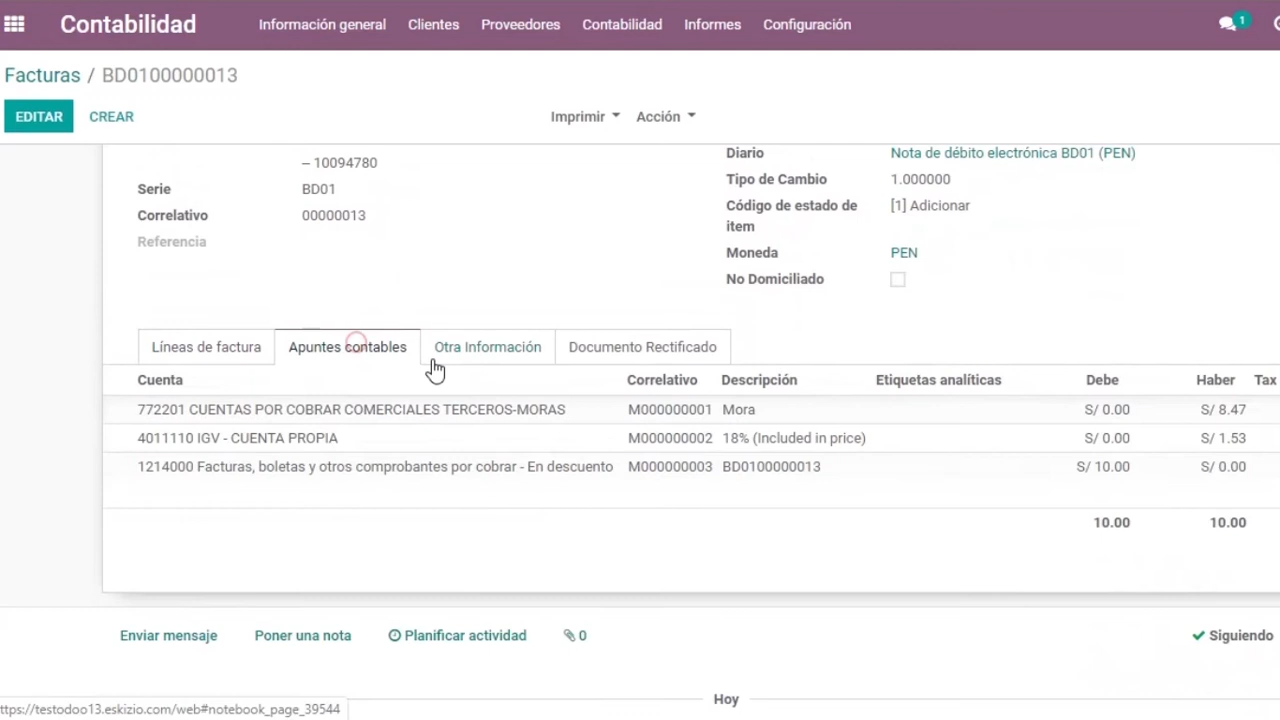 Contabilidad Información general Clientes Proveedores Contabilidad Informes Configuración 1
Facturas / BD0100000013
EDITAR CREAR Imprimir Acción
– 10094780
Serie BD01
Correlativo 00000013
Referencia
Diario Nota de débito electrónica BD01 (PEN)
Tipo de Cambio 1.000000
Código de estado de [1] Adicionar
item
Moneda PEN
No Domiciliado
Líneas de factura Apuntes contables Otra Información Documento Rectificado
Cuenta Correlativo Descripción Etiquetas analíticas Debe Haber Tax
772201 CUENTAS POR COBRAR COMERCIALES TERCEROS-MORAS M000000001 Mora S/ 0.00 S/ 8.47
4011110 IGV - CUENTA PROPIA M000000002 18% (Included in price) S/ 0.00 S/ 1.53
1214000 Facturas, boletas y otros comprobantes por cobrar - En descuento M000000003 BD0100000013 S/ 10.00 S/ 0.00
10.00 10.00
Enviar mensaje Poner una nota Planificar actividad 0 Siguiendo
Hoy
ttps://testodoo13.eskizio.com/web#notebook_page_39544